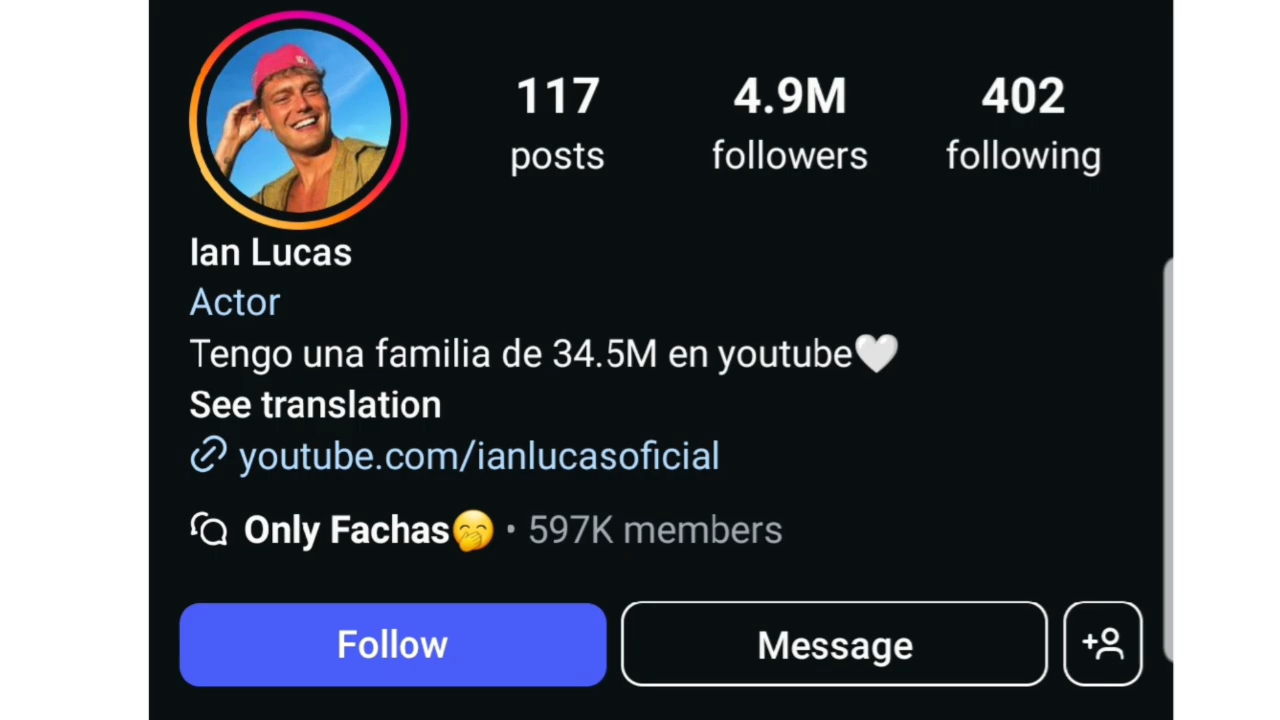 117 4.9M 402
posts followers following
Ian Lucas
Actor
Tengo una familia de 34.5M en youtube🤍
See translation
youtube.com/ianlucasoficial
Only Fachas🤭 • 597K members
Follow Message